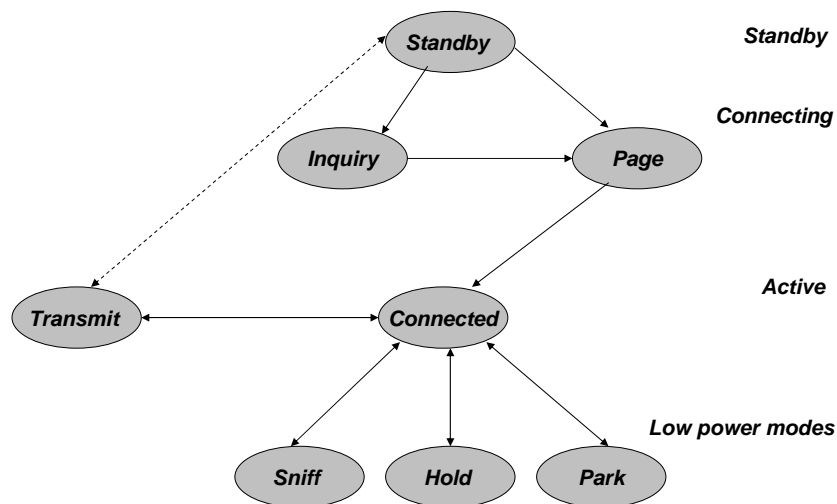 Standby
Standby
Connecting
Inquiry
Page
Active
Transmit
Connected
Low power modes
Sniff
Hold
Park